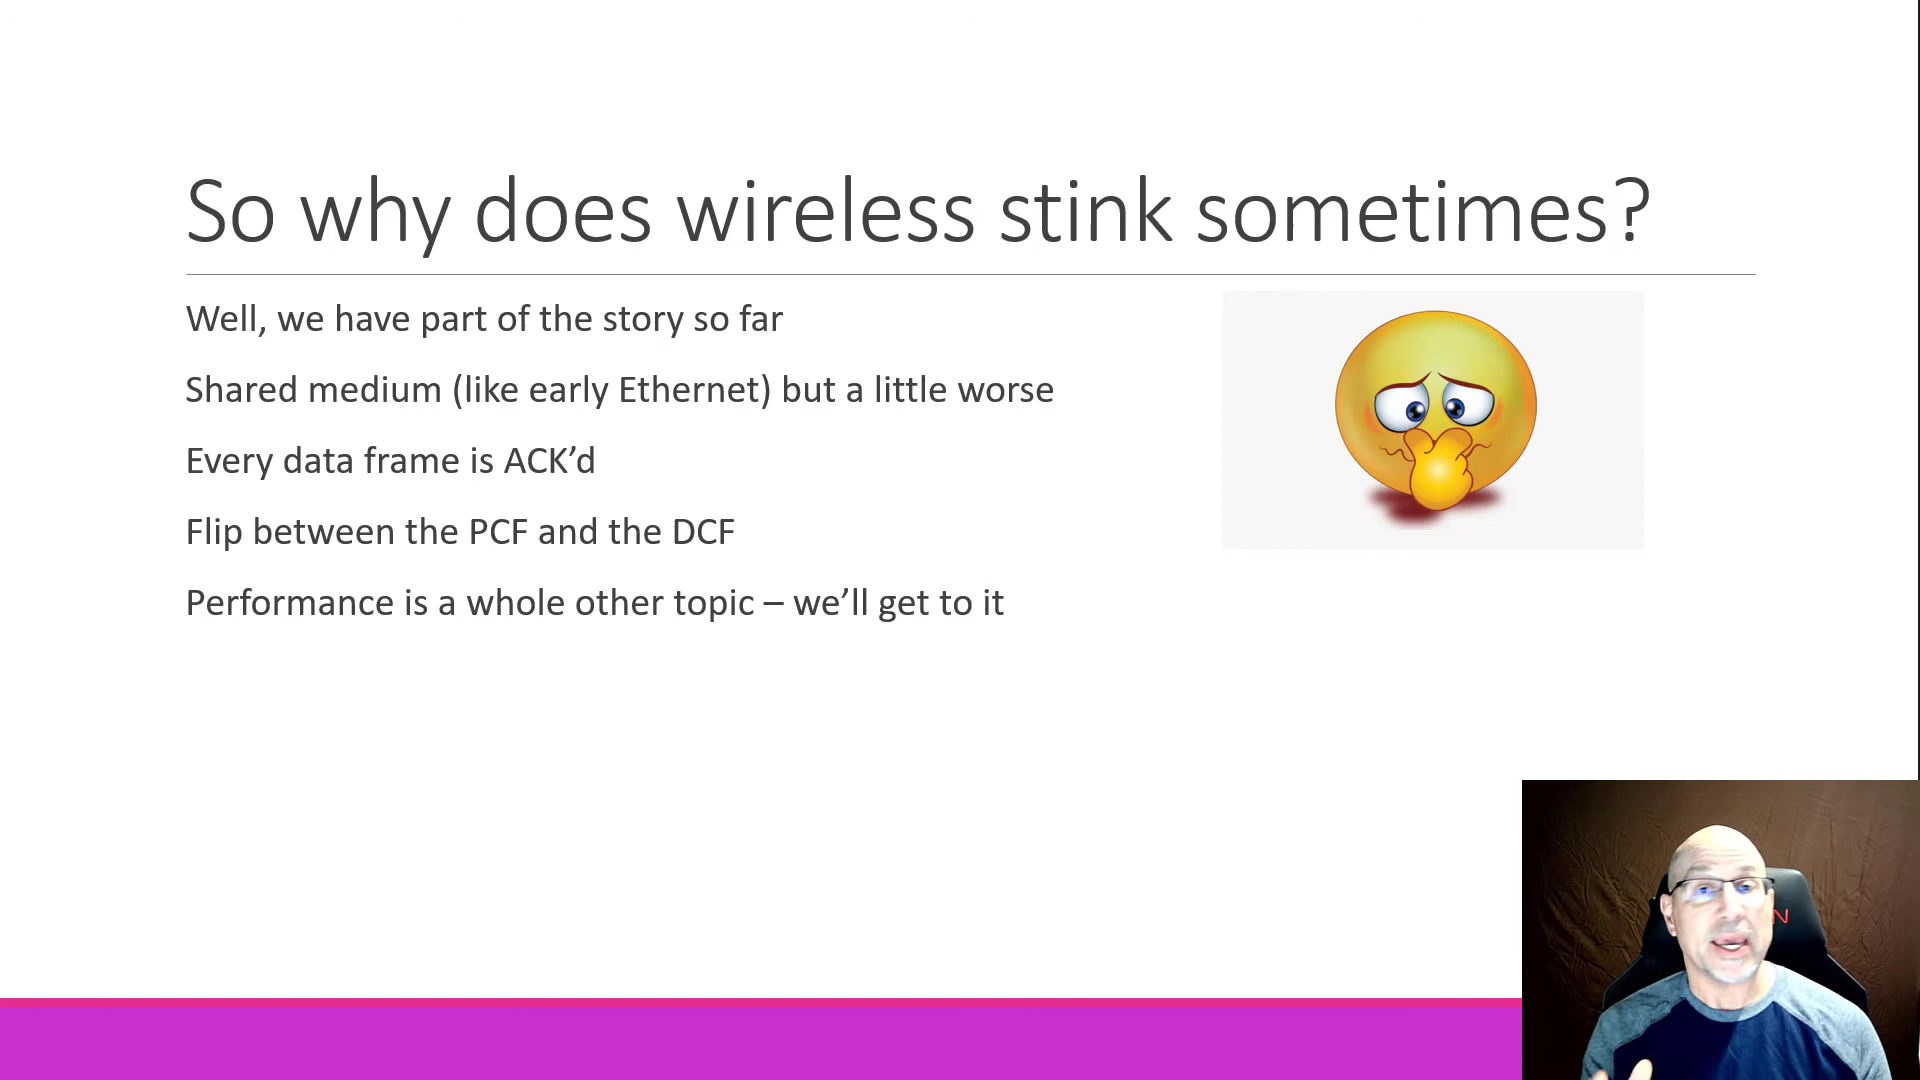 So why does wireless stink sometimes?
Well, we have part of the story so far
Shared medium (like early Ethernet) but a little worse
Every data frame is ACK’d
Flip between the PCF and the DCF
Performance is a whole other topic – we’ll get to it
N